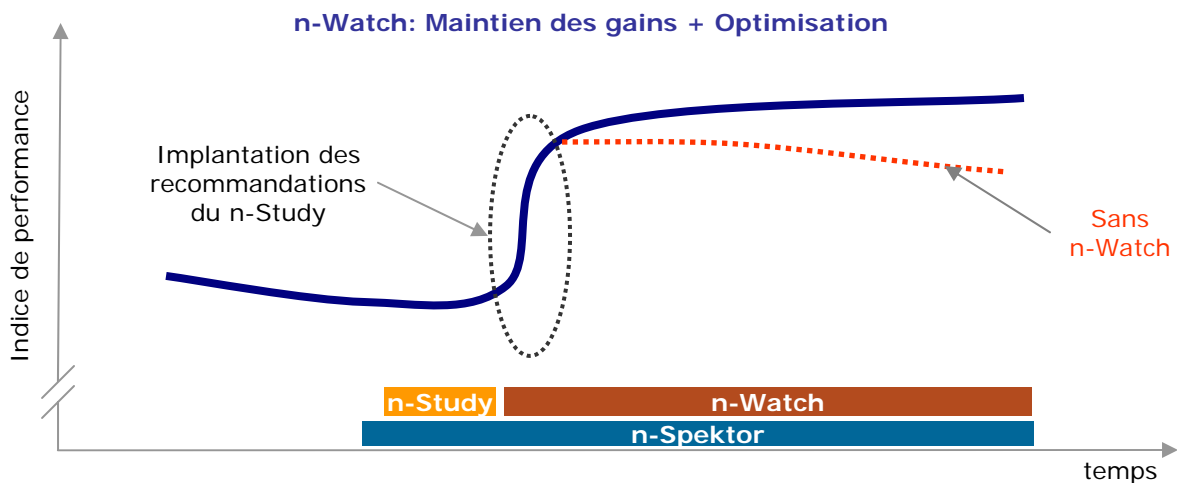 n-Watch: Maintien des gains + Optimisation
Indice de performance
Implantation des
recommandations
du n-Study
Sans
n-Watch
n-Study
n-Watch
n-Spektor
temps